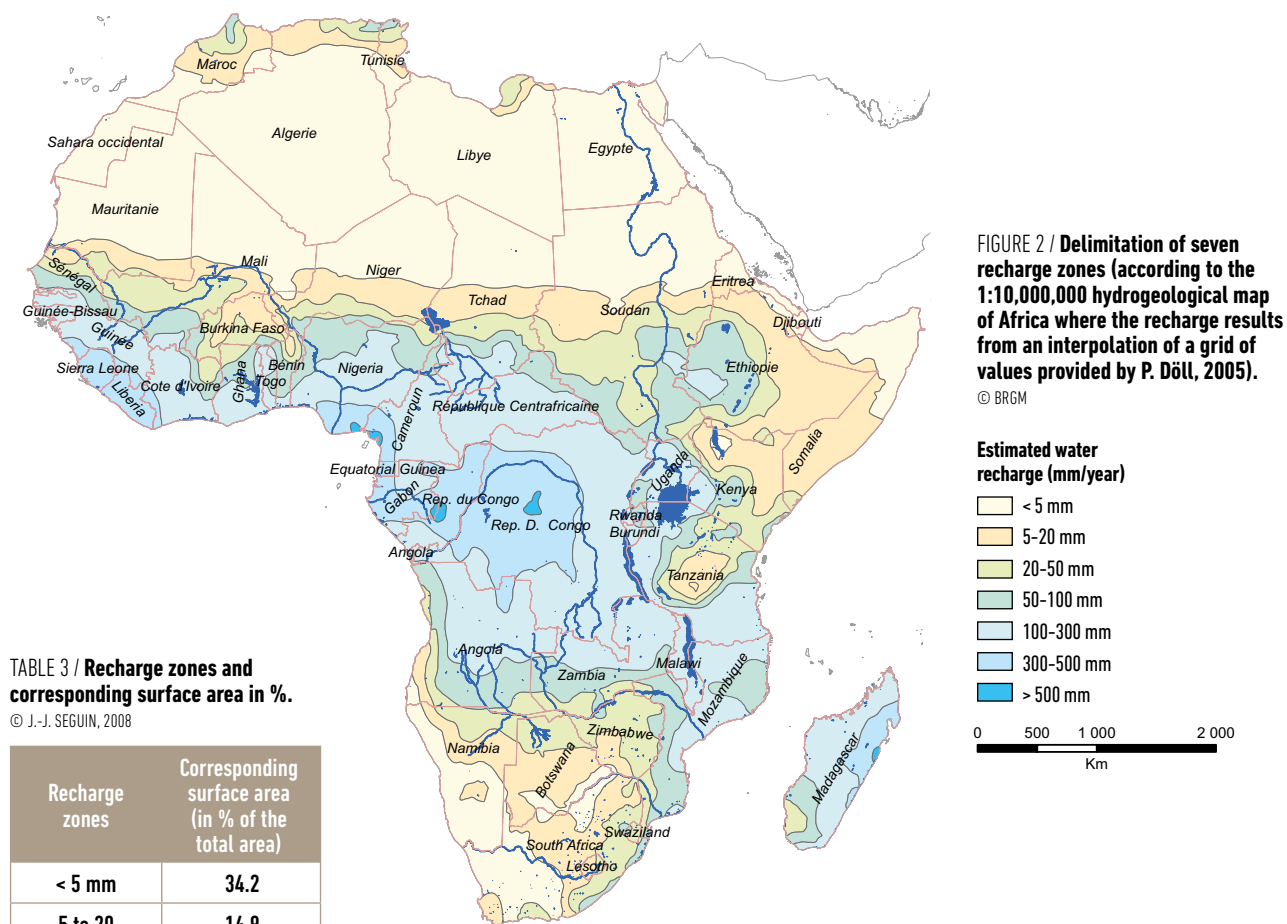 Maroc
Tunisie
Algerie
Sahara occidental
Libye
Egypte
Mauritanie
Mali
Niger
Tchad
Soudan
Eritrea
Djibouti
Sénégal
Guinée-Bissau
Guinée
Burkina Faso
Sierra Leone
Liberia
Cote d'Ivoire
Ghana
Togo
Bénin
Nigeria
Ethiopie
Cameroun
République Centrafricaine
Somalia
Equatorial Guinea
Gabon
Rep. du Congo
Rep. D. Congo
Uganda
Kenya
Rwanda
Burundi
Angola
Tanzania
Angola
Zambia
Malawi
Mozambique
Zimbabwe
Namibia
Botswana
Madagascar
Swaziland
South Africa
Lesotho
FIGURE 2 / Delimitation of seven
recharge zones (according to the
1:10,000,000 hydrogeological map
of Africa where the recharge results
from an interpolation of a grid of
values provided by P. Döll, 2005).
© BRGM
Estimated water
recharge (mm/year)
< 5 mm
5-20 mm
20-50 mm
50-100 mm
100-300 mm
300-500 mm
> 500 mm
0 500 1 000 2 000
Km
TABLE 3 / Recharge zones and
corresponding surface area in %.
© J.-J. SEGUIN, 2008
Recharge
zones
Corresponding
surface area
(in % of the
total area)
< 5 mm 34.2
5 to 20 14.9